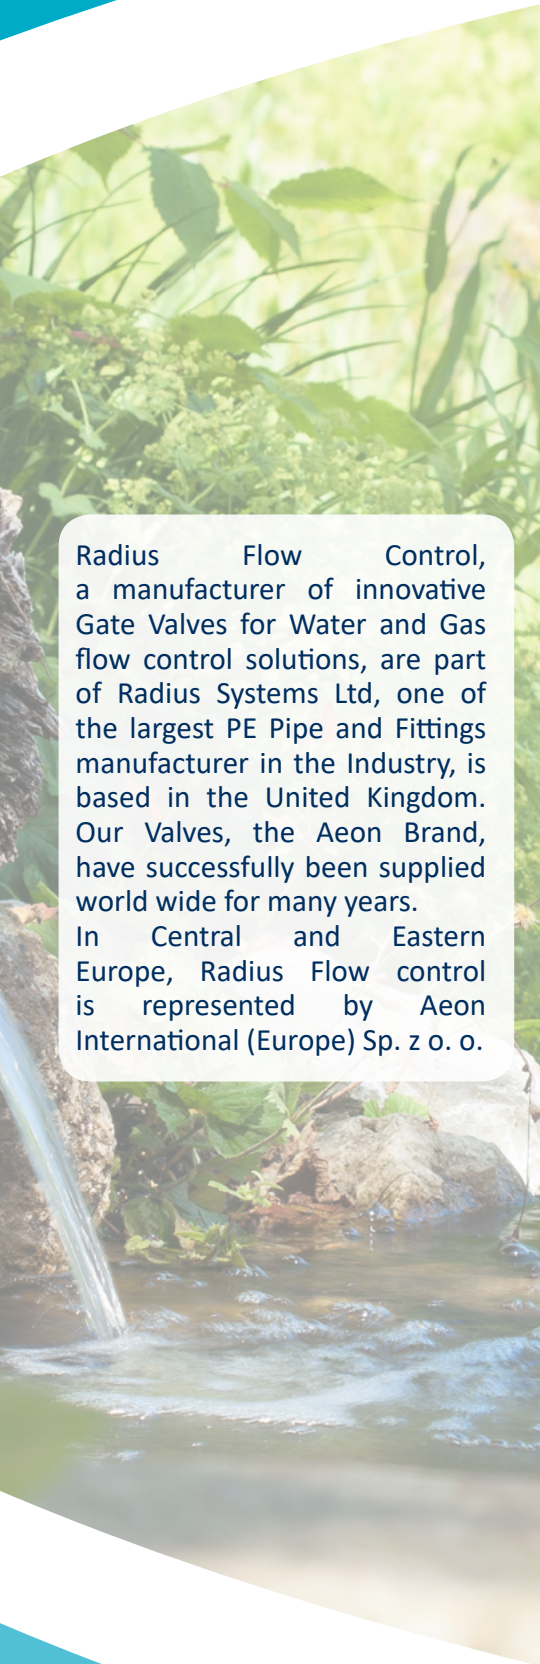 Radius Flow Control,
a manufacturer of innovative
Gate Valves for Water and Gas
flow control solutions, are part
of Radius Systems Ltd, one of
the largest PE Pipe and Fittings
manufacturer in the Industry, is
based in the United Kingdom.
Our Valves, the Aeon Brand,
have successfully been supplied
world wide for many years.
In Central and Eastern
Europe, Radius Flow control
is represented by Aeon
International (Europe) Sp. z o. o.